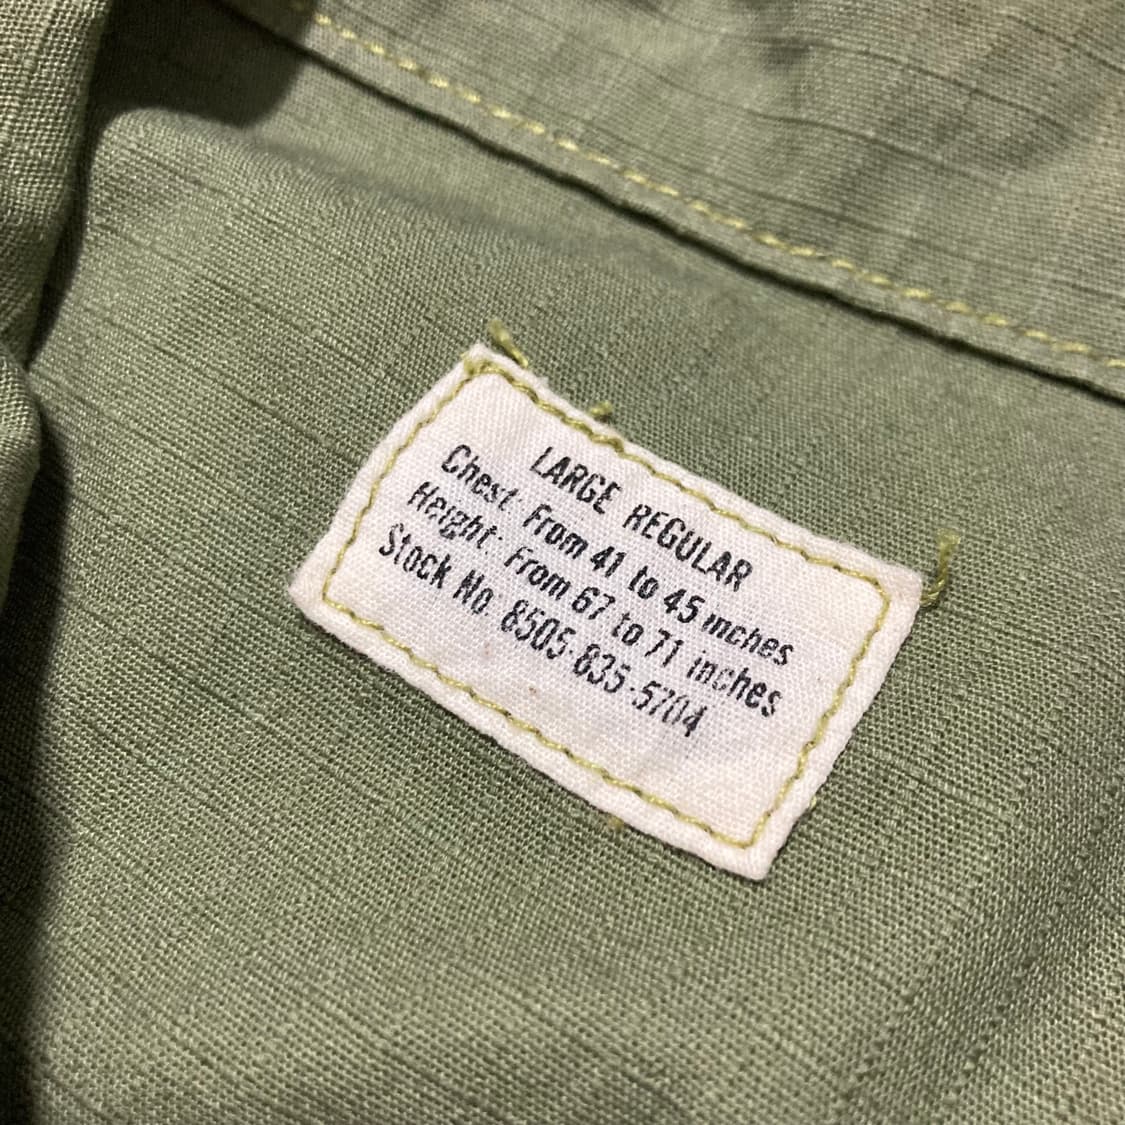 LARGE REGULAR
Chest: From 41 to 45 inches
Height: From 67 to 71 inches
Stock No. 8505-835-5704